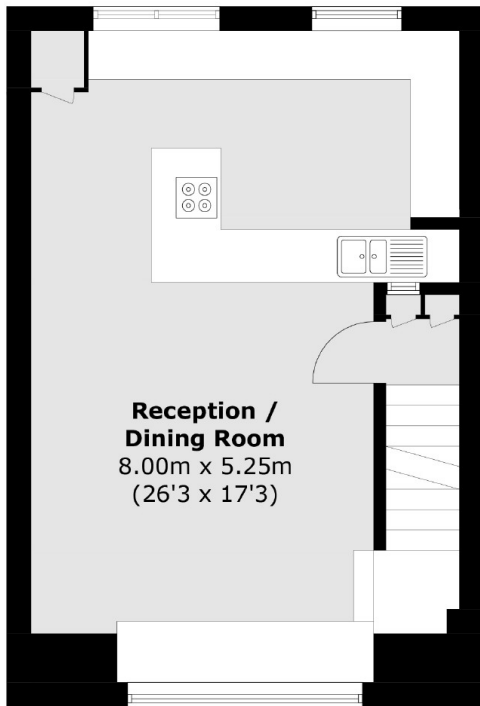 Reception /
Dining Room
8.00m x 5.25m
(26'3 x 17'3)